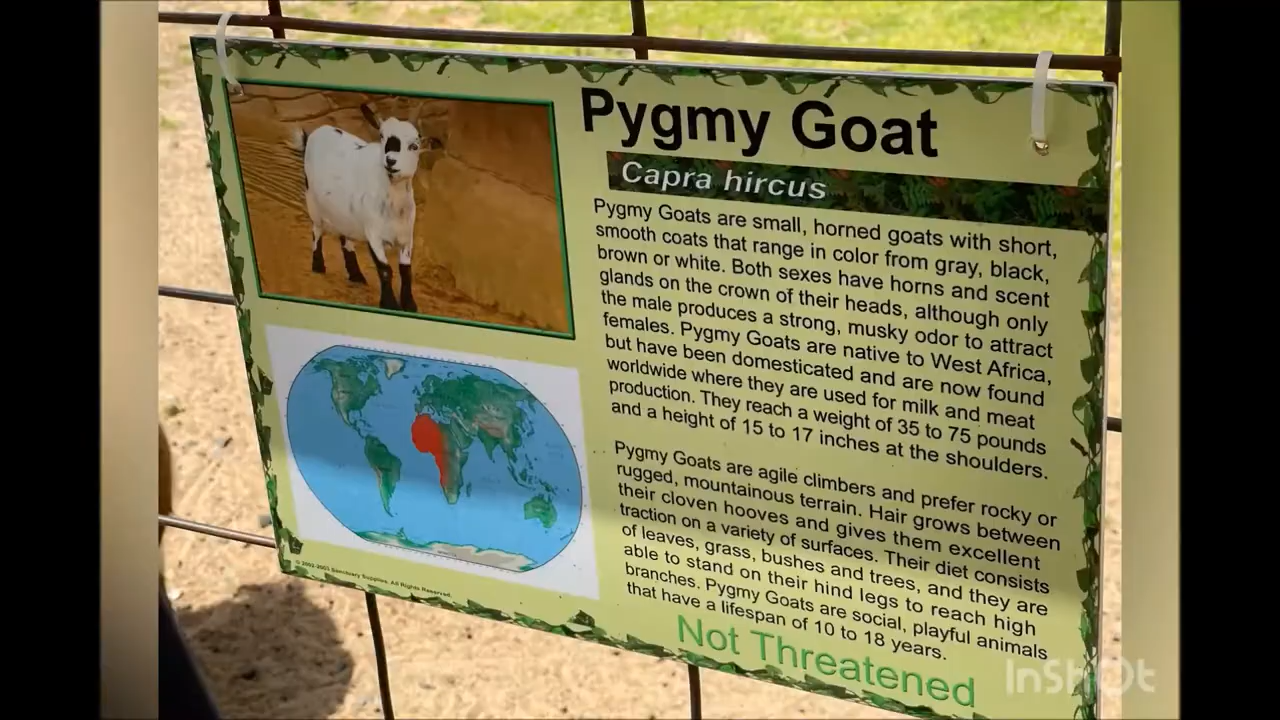 Pygmy Goat
Capra hircus
Pygmy Goats are small, horned goats with short,
smooth coats that range in color from gray, black,
brown or white. Both sexes have horns and scent
glands on the crown of their heads, although only
the male produces a strong, musky odor to attract
females. Pygmy Goats are native to West Africa,
but have been domesticated and are now found
worldwide where they are used for milk and meat
production. They reach a weight of 35 to 75 pounds
and a height of 15 to 17 inches at the shoulders.
Pygmy Goats are agile climbers and prefer rocky or
rugged, mountainous terrain. Hair grows between
their cloven hooves and gives them excellent
traction on a variety of surfaces. Their diet consists
of leaves, grass, bushes and trees, and they are
able to stand on their hind legs to reach high
branches. Pygmy Goats are social, playful animals
that have a lifespan of 10 to 18 years.
Not Threatened
© 2002-2003 Sanctuary Supplies. All Rights Reserved.
InShOt